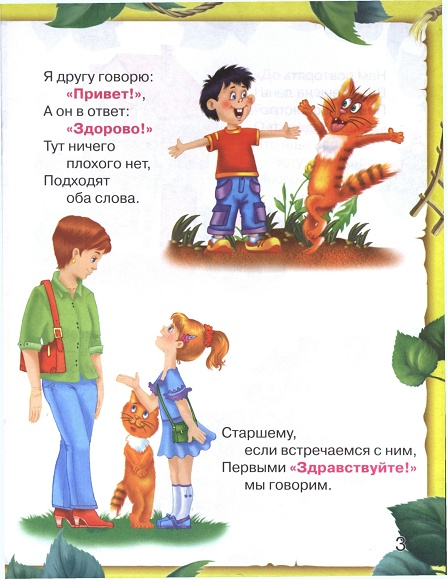 Я другу говорю:
«Привет!»,
А он в ответ:
«Здорово!»
Тут ничего
плохого нет,
Подходят
оба слова.
Старшему,
если встречаемся с ним,
Первыми «Здравствуйте!»
мы говорим.
3